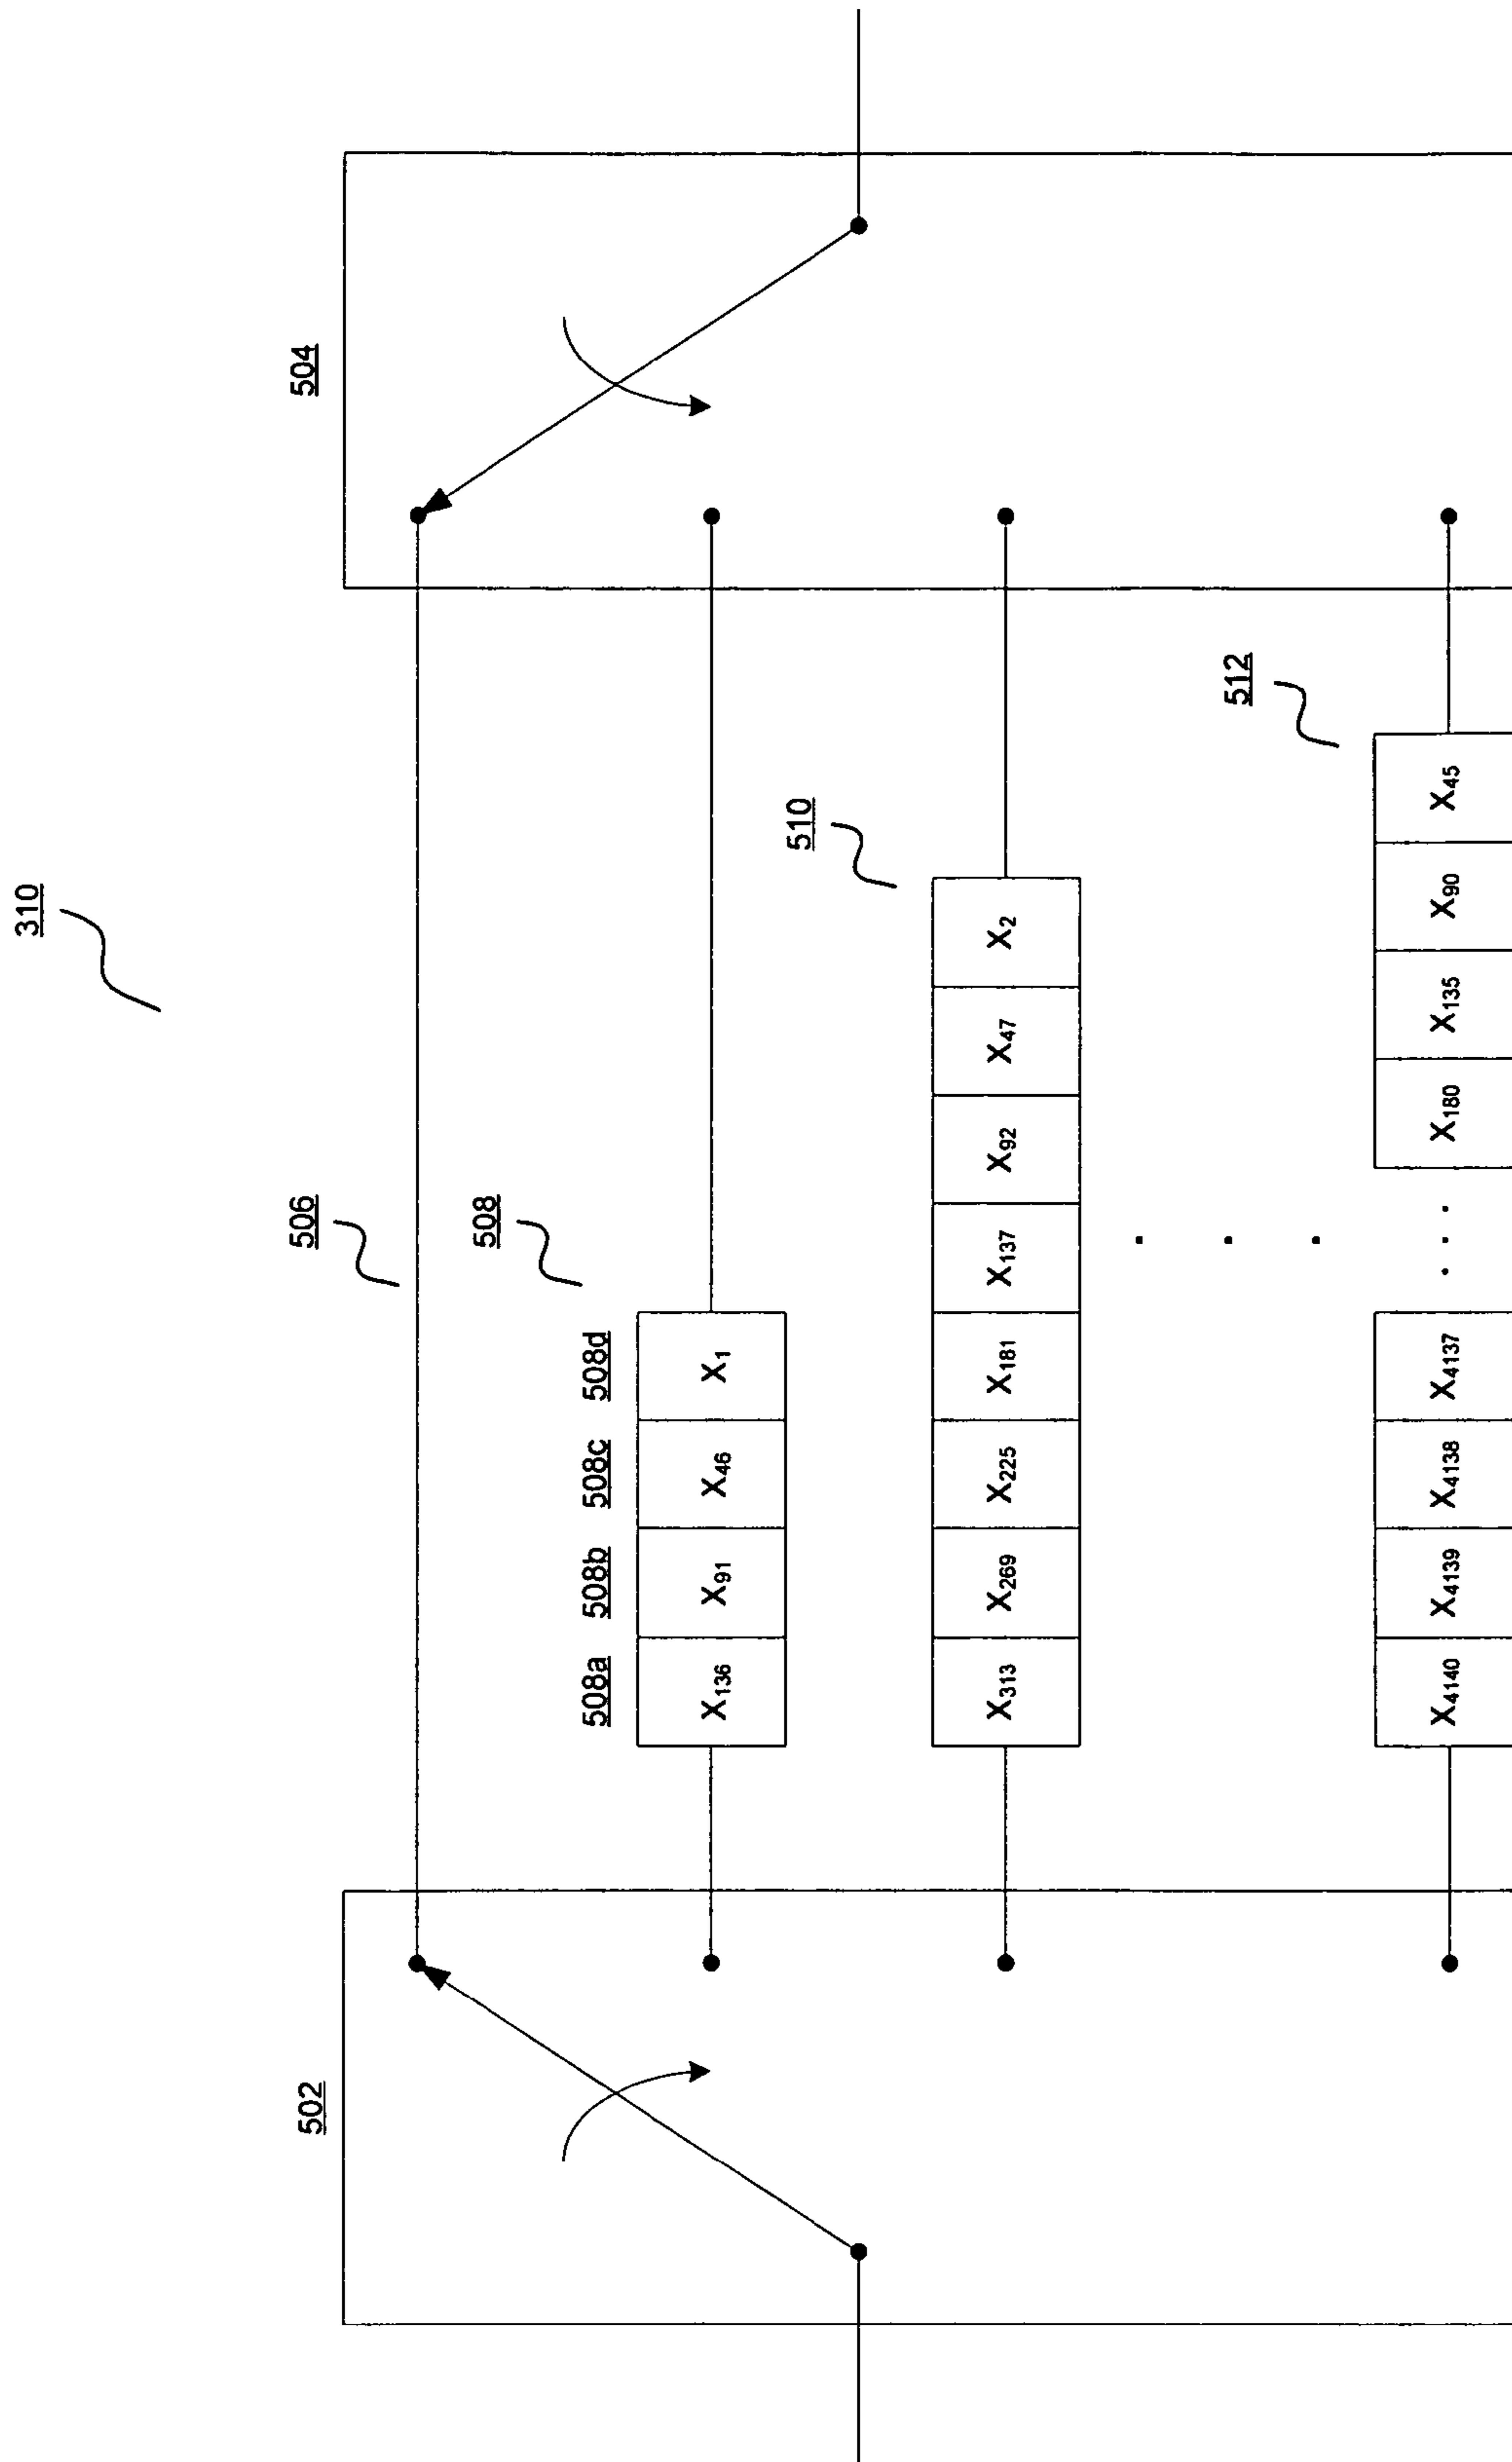 310
502 506 504
508
508a 508b 508c 508d
X136 X91 X46 X1
510
X313 X269 X225 X181 X137 X92 X47 X2
512
X4140 X4139 X4138 X4137 . . . X180 X135 X90 X45